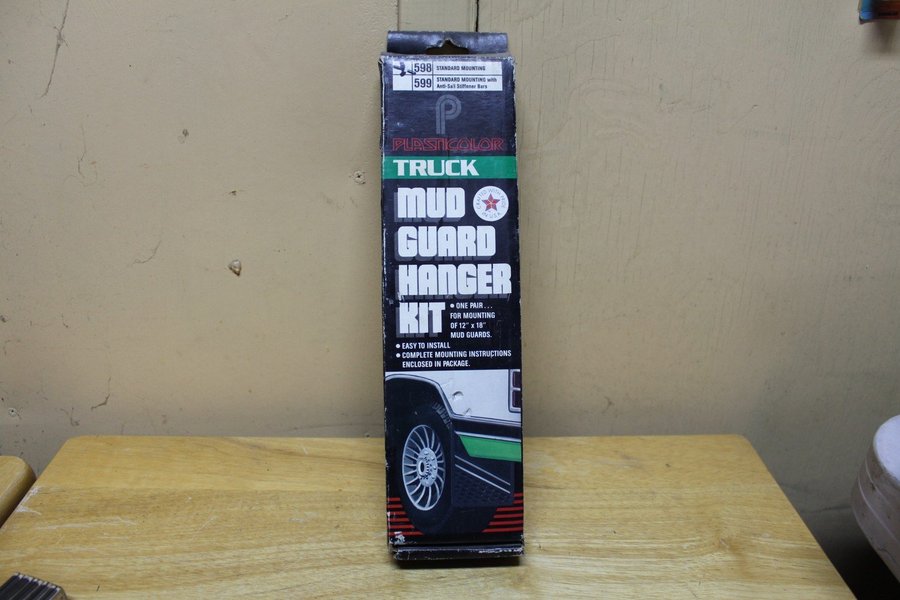 598 STANDARD MOUNTING
599 STANDARD MOUNTING with
Anti-Sail Stiffener Bars
P
PLASTICOLOR
TRUCK
MUD
GUARD
HANGER
KIT
• ONE PAIR...
FOR MOUNTING
OF 12" x 18"
MUD GUARDS.
• EASY TO INSTALL
• COMPLETE MOUNTING INSTRUCTIONS
ENCLOSED IN PACKAGE.